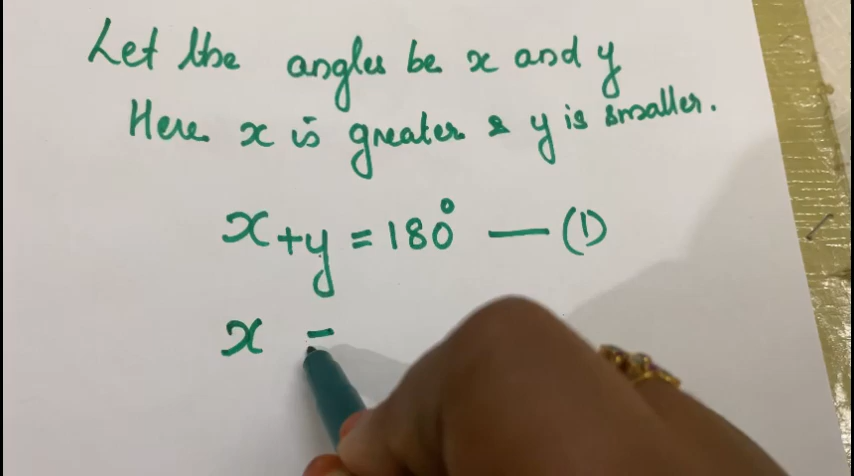 Let the angles be x and y
Here x is greater & y is smaller.
x+y = 180° — (1)
x =